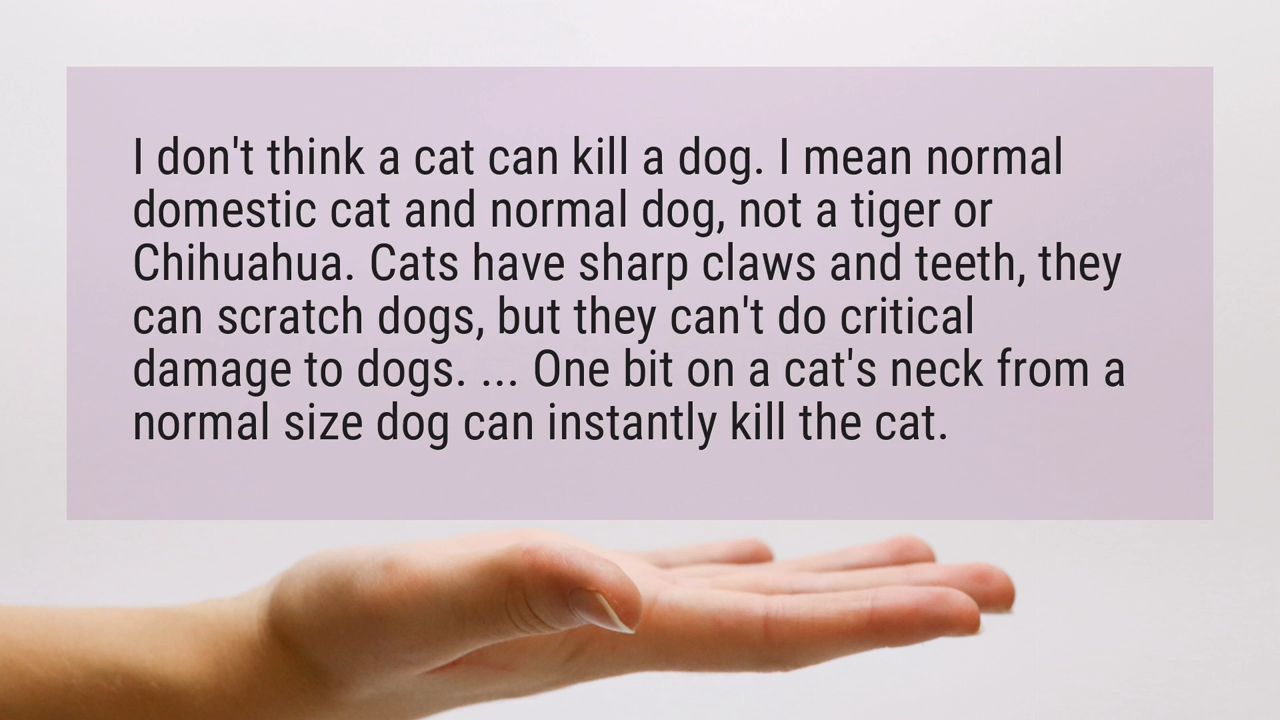 I don't think a cat can kill a dog. I mean normal
domestic cat and normal dog, not a tiger or
Chihuahua. Cats have sharp claws and teeth, they
can scratch dogs, but they can't do critical
damage to dogs. ... One bit on a cat's neck from a
normal size dog can instantly kill the cat.